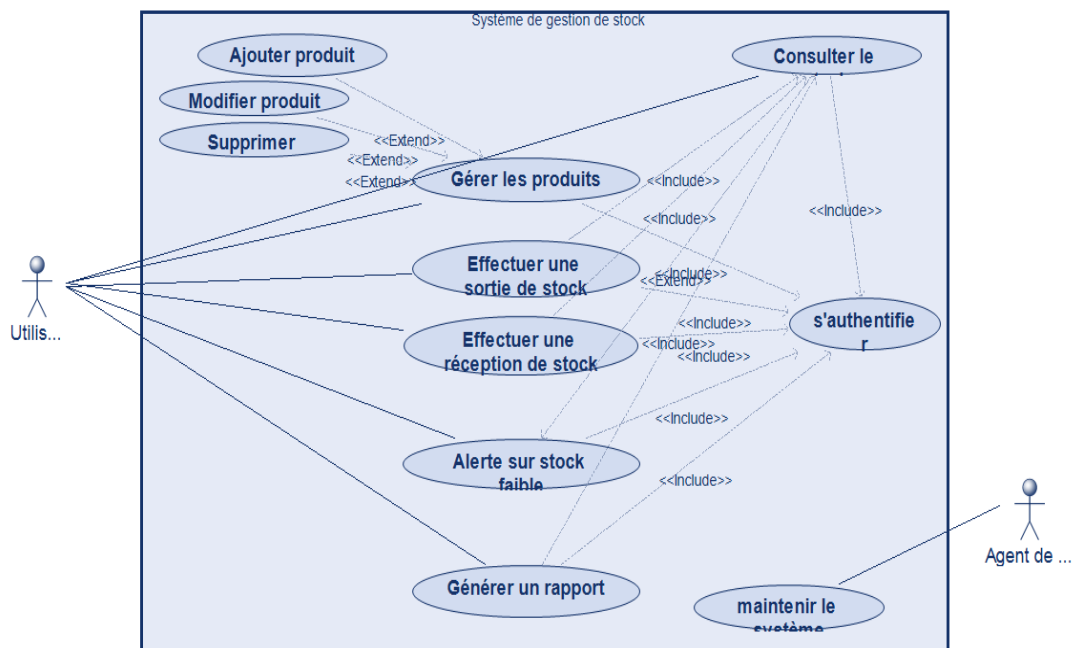 Système de gestion de stock
Ajouter produit
Consulter le
Modifier produit
Supprimer
<<Extend>>
<<Extend>>
<<Extend>>
Gérer les produits
<<Include>>
<<Include>>
<<Include>>
Effectuer une
sortie de stock
<<Include>>
<<Extend>>
Utilis...
s'authentifie
r
Effectuer une
réception de stock
<<Include>>
<<Include>>
<<Include>>
<<Include>>
Alerte sur stock
faible
<<Include>>
Agent de ...
Générer un rapport
maintenir le
système